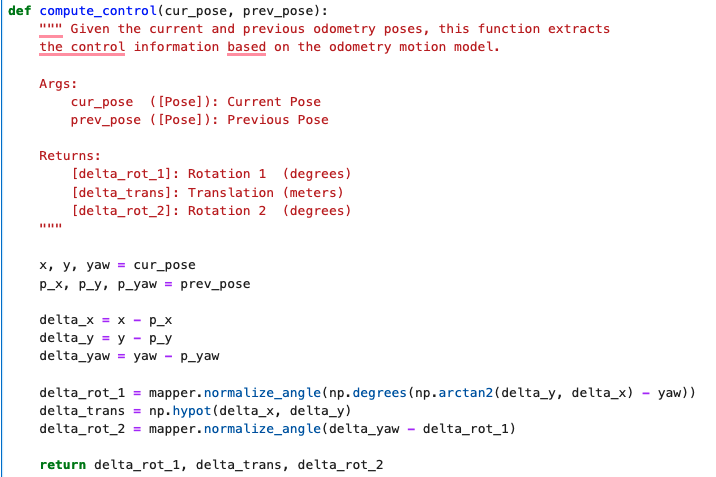 def compute_control(cur_pose, prev_pose):
    """ Given the current and previous odometry poses, this function extracts
    the control information based on the odometry motion model.
    Args:
        cur_pose  ([Pose]): Current Pose
        prev_pose ([Pose]): Previous Pose
    Returns:
        [delta_rot_1]: Rotation 1  (degrees)
        [delta_trans]: Translation (meters)
        [delta_rot_2]: Rotation 2  (degrees)
    """
    x, y, yaw = cur_pose
    p_x, p_y, p_yaw = prev_pose
    delta_x = x - p_x
    delta_y = y - p_y
    delta_yaw = yaw - p_yaw
    delta_rot_1 = mapper.normalize_angle(np.degrees(np.arctan2(delta_y, delta_x) - yaw))
    delta_trans = np.hypot(delta_x, delta_y)
    delta_rot_2 = mapper.normalize_angle(delta_yaw - delta_rot_1)
    return delta_rot_1, delta_trans, delta_rot_2